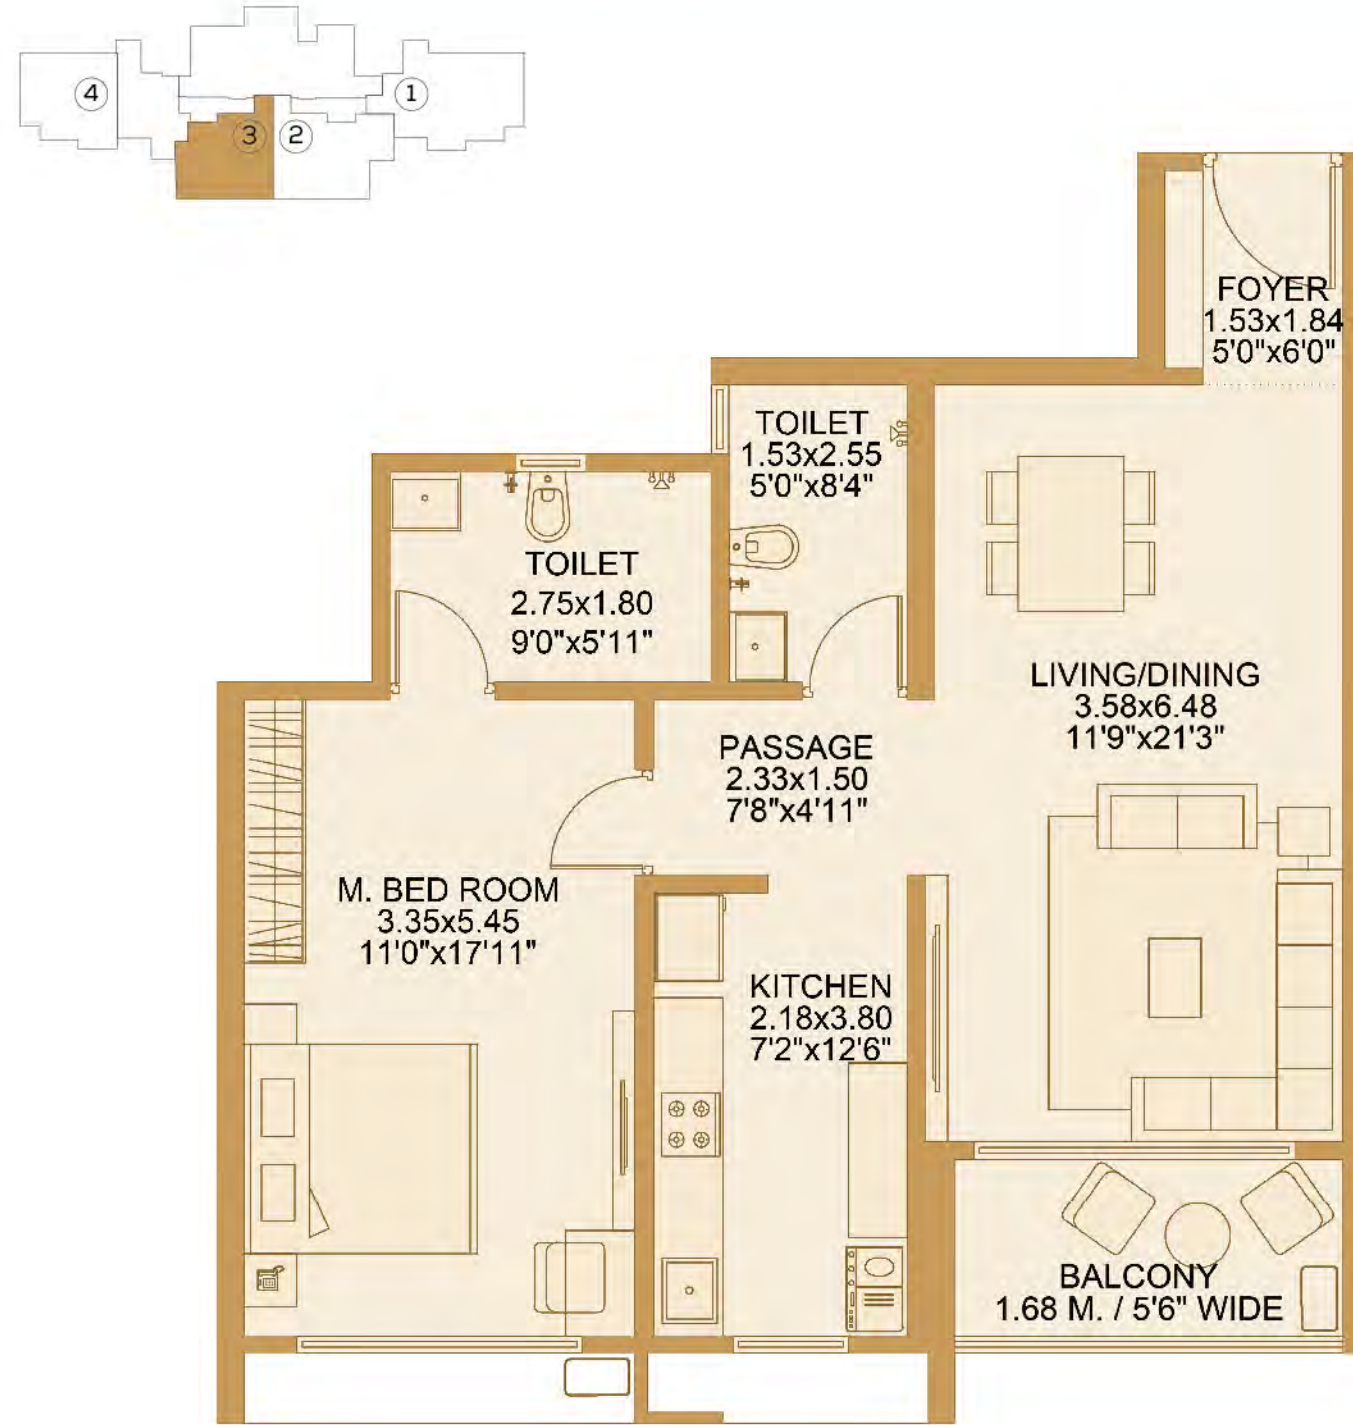 4
1
3
2
FOYER
1.53x1.84
5'0"x6'0"
TOILET
1.53x2.55
5'0"x8'4"
TOILET
2.75x1.80
9'0"x5'11"
LIVING/DINING
3.58x6.48
11'9"x21'3"
PASSAGE
2.33x1.50
7'8"x4'11"
M. BED ROOM
3.35x5.45
11'0"x17'11"
KITCHEN
2.18x3.80
7'2"x12'6"
BALCONY
1.68 M. / 5'6" WIDE